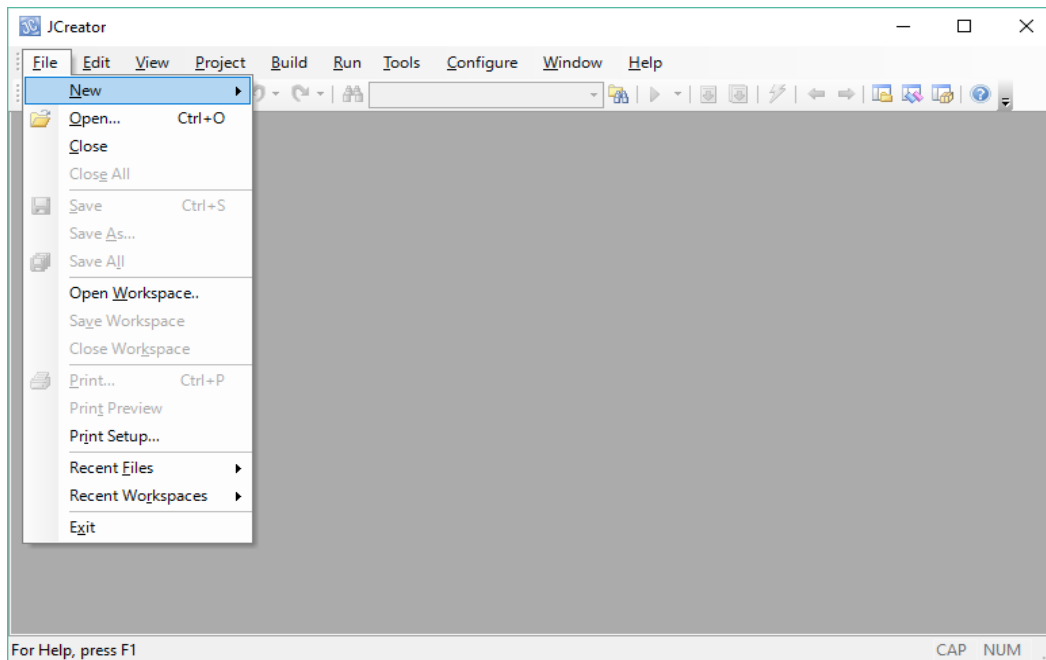 JCreator
File Edit View Project Build Run Tools Configure Window Help
New
Open... Ctrl+O
Close
Close All
Save Ctrl+S
Save As...
Save All
Open Workspace..
Save Workspace
Close Workspace
Print... Ctrl+P
Print Preview
Print Setup...
Recent Files
Recent Workspaces
Exit
For Help, press F1 CAP NUM